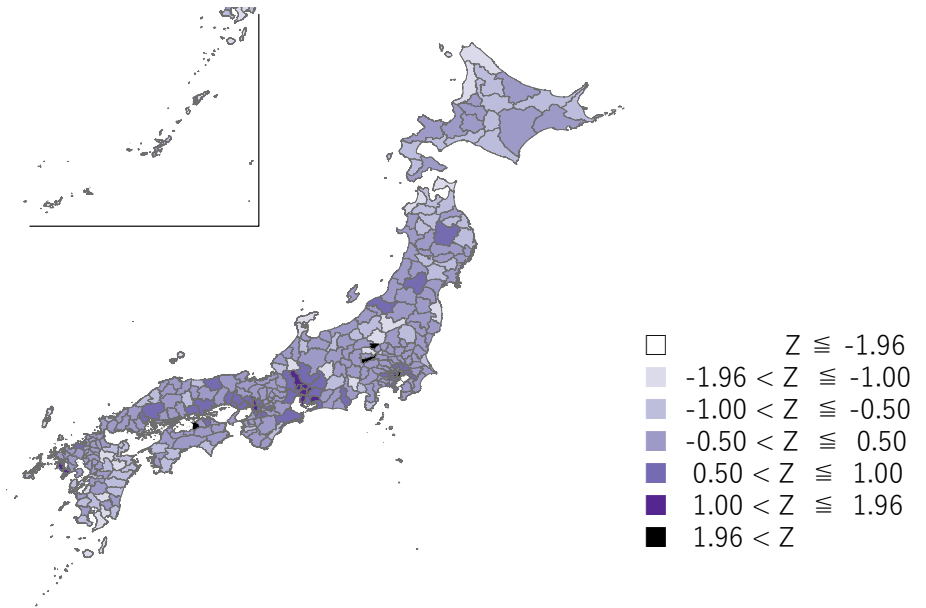 Z ≦ -1.96
-1.96 < Z ≦ -1.00
-1.00 < Z ≦ -0.50
-0.50 < Z ≦ 0.50
0.50 < Z ≦ 1.00
1.00 < Z ≦ 1.96
1.96 < Z